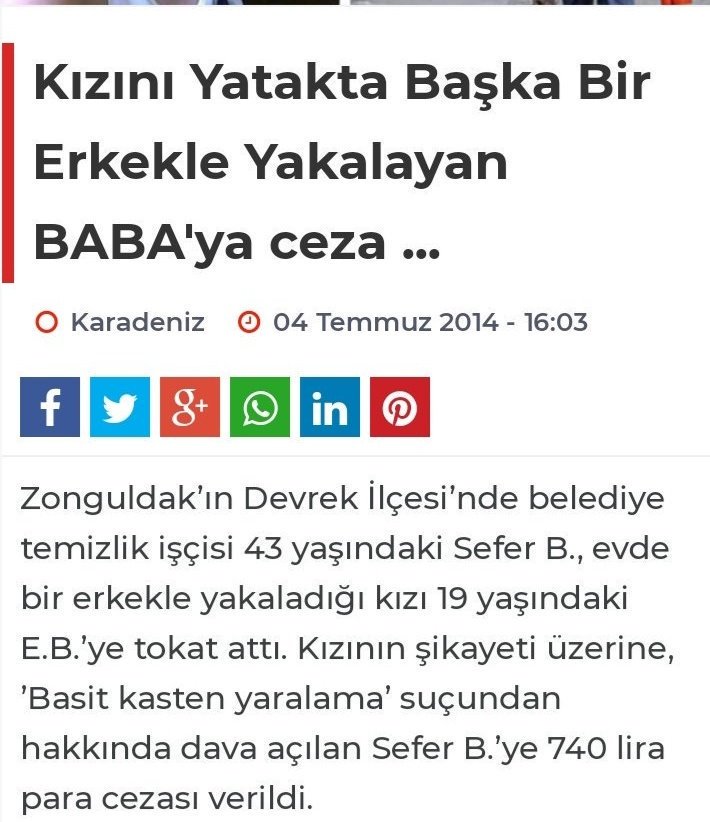 Kızını Yatakta Başka Bir
Erkekle Yakalayan
BABA'ya ceza ...
Karadeniz 04 Temmuz 2014 - 16:03
Zonguldak’ın Devrek İlçesi’nde belediye
temizlik işçisi 43 yaşındaki Sefer B., evde
bir erkekle yakaladığı kızı 19 yaşındaki
E.B.’ye tokat attı. Kızının şikayeti üzerine,
’Basit kasten yaralama’ suçundan
hakkında dava açılan Sefer B.’ye 740 lira
para cezası verildi.